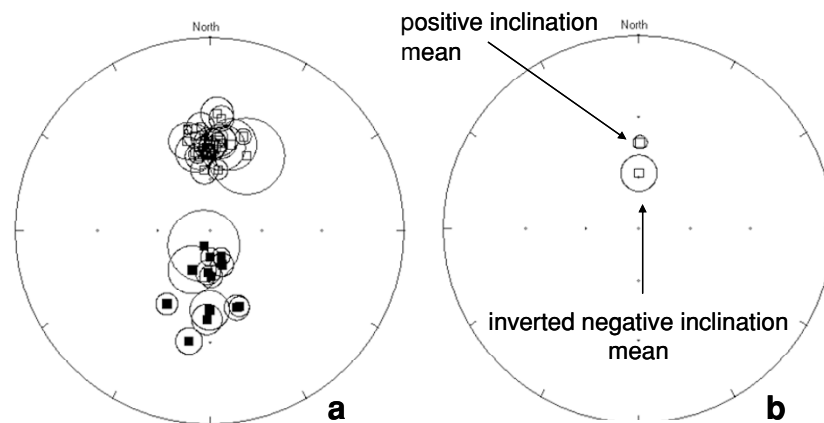 North
a
positive inclination
mean
North
inverted negative inclination
mean
b